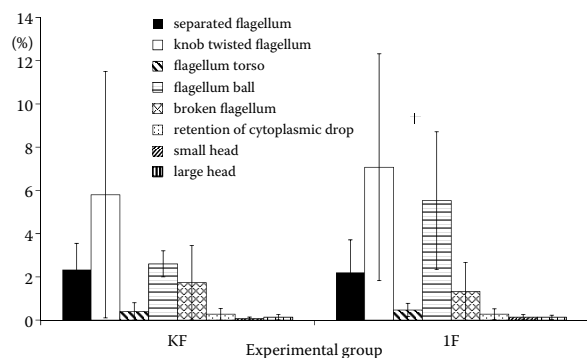 14
(%)
12
10
8
6
4
2
0
separated flagellum
knob twisted flagellum
flagellum torso
flagellum ball
broken flagellum
retention of cytoplasmic drop
small head
large head
+
KF
1F
Experimental group